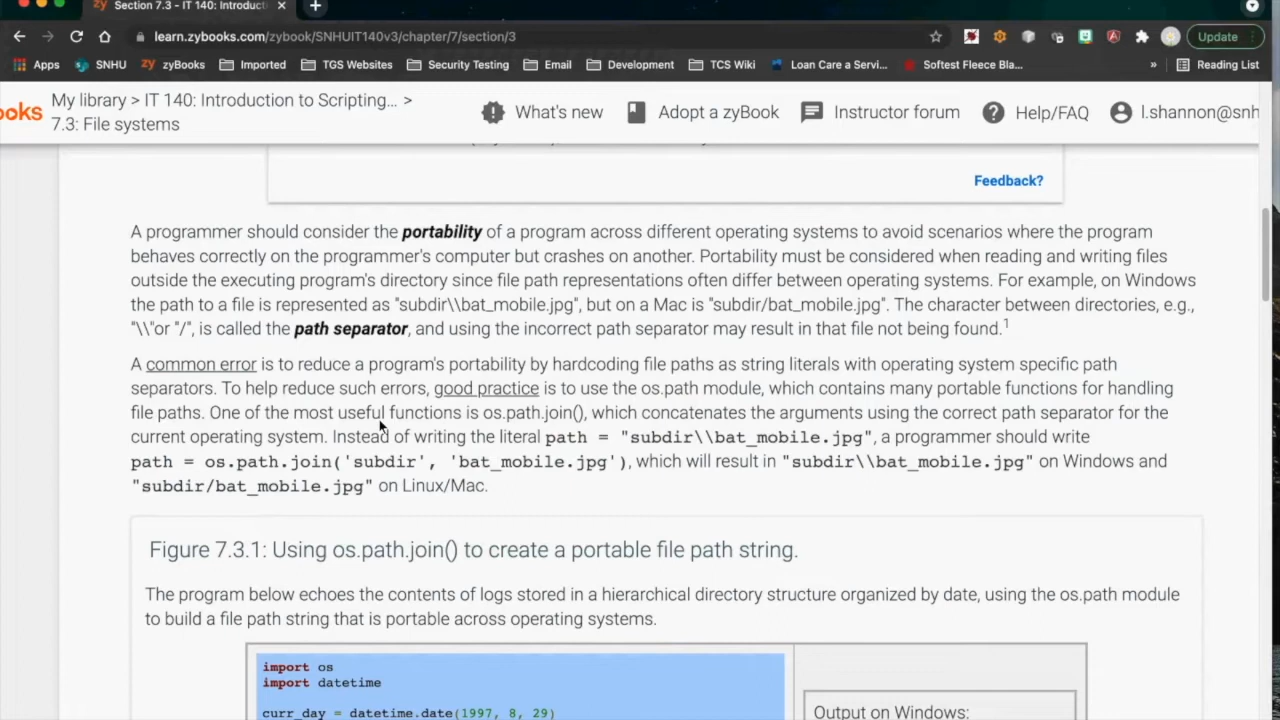 Section 7.3 - IT 140: Introducti
learn.zybooks.com/zybook/SNHUIT140v3/chapter/7/section/3
Update
Apps SNHU zyBooks Imported TGS Websites Security Testing Email Development TCS Wiki Loan Care a Servi... Softest Fleece Bla... » Reading List
ooks
My library > IT 140: Introduction to Scripting... >
7.3: File systems
What's new Adopt a zyBook Instructor forum Help/FAQ l.shannon@snh
Feedback?
A programmer should consider the portability of a program across different operating systems to avoid scenarios where the program
behaves correctly on the programmer's computer but crashes on another. Portability must be considered when reading and writing files
outside the executing program's directory since file path representations often differ between operating systems. For example, on Windows
the path to a file is represented as "subdir\\bat_mobile.jpg", but on a Mac is "subdir/bat_mobile.jpg". The character between directories, e.g.,
"\\"or "/", is called the path separator, and using the incorrect path separator may result in that file not being found.1
A common error is to reduce a program's portability by hardcoding file paths as string literals with operating system specific path
separators. To help reduce such errors, good practice is to use the os.path module, which contains many portable functions for handling
file paths. One of the most useful functions is os.path.join(), which concatenates the arguments using the correct path separator for the
current operating system. Instead of writing the literal path = "subdir\\bat_mobile.jpg", a programmer should write
path = os.path.join('subdir', 'bat_mobile.jpg'), which will result in "subdir\\bat_mobile.jpg" on Windows and
"subdir/bat_mobile.jpg" on Linux/Mac.
Figure 7.3.1: Using os.path.join() to create a portable file path string.
The program below echoes the contents of logs stored in a hierarchical directory structure organized by date, using the os.path module
to build a file path string that is portable across operating systems.
import os
import datetime
curr_day = datetime.date(1997, 8, 29)
Output on Windows: